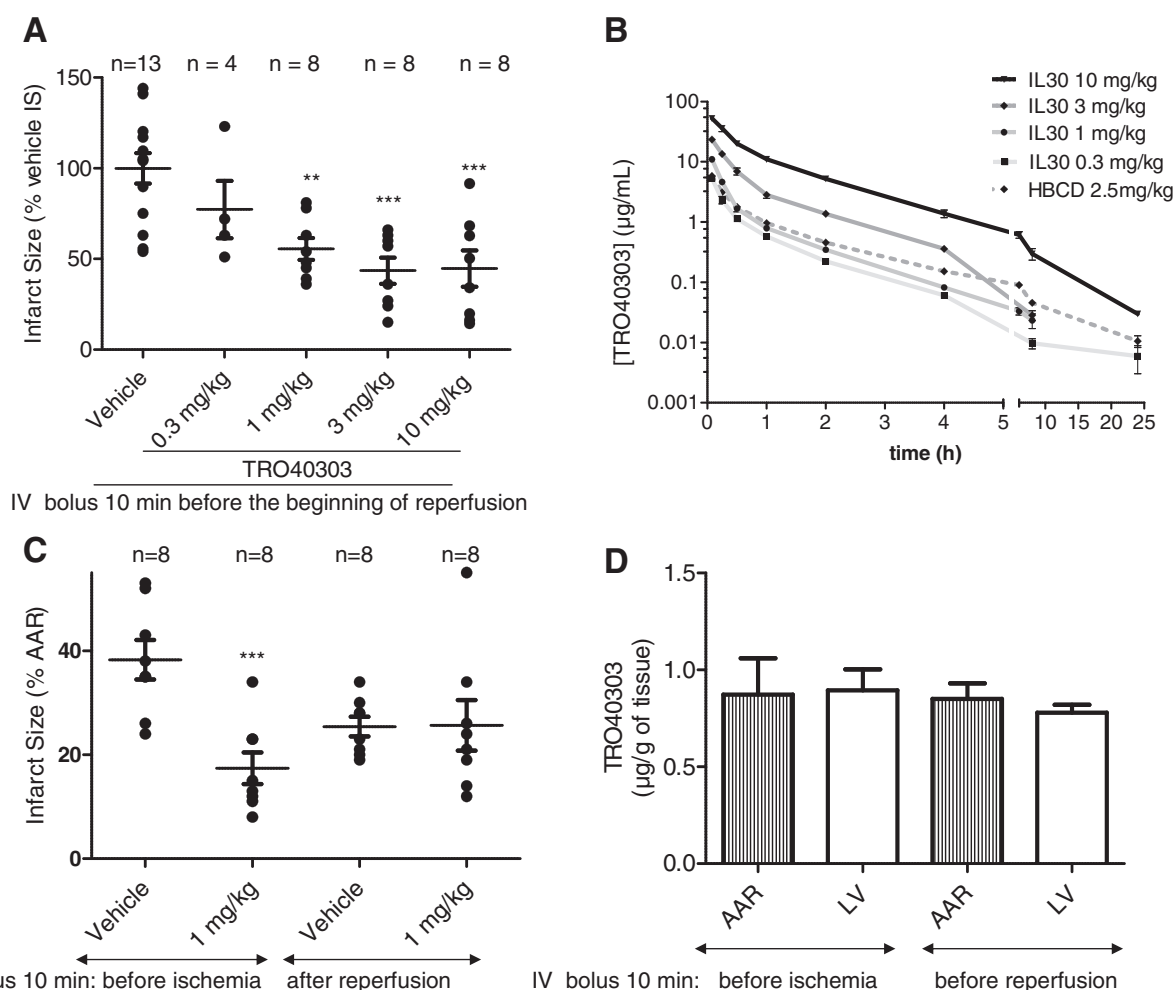 A
n=13 n = 4 n = 8 n = 8 n = 8
Infarct Size (% vehicle IS)
150
100
50
0
**
***
***
Vehicle
0.3 mg/kg
1 mg/kg
3 mg/kg
10 mg/kg
TRO40303
IV bolus 10 min before the beginning of reperfusion
B
IL30 10 mg/kg
IL30 3 mg/kg
IL30 1 mg/kg
IL30 0.3 mg/kg
HBCD 2.5mg/kg
[TRO40303] (µg/mL)
100
10
1
0.1
0.01
0.001
0 1 2 3 4 5 10 15 20 25
time (h)
C
n=8 n=8 n=8 n=8
Infarct Size (% AAR)
40
20
0
***
Vehicle
1 mg/kg
Vehicle
1 mg/kg
lus 10 min: before ischemia after reperfusion
D
TRO40303
(µg/g of tissue)
1.5
1.0
0.5
0.0
AAR
LV
AAR
LV
IV bolus 10 min: before ischemia before reperfusion